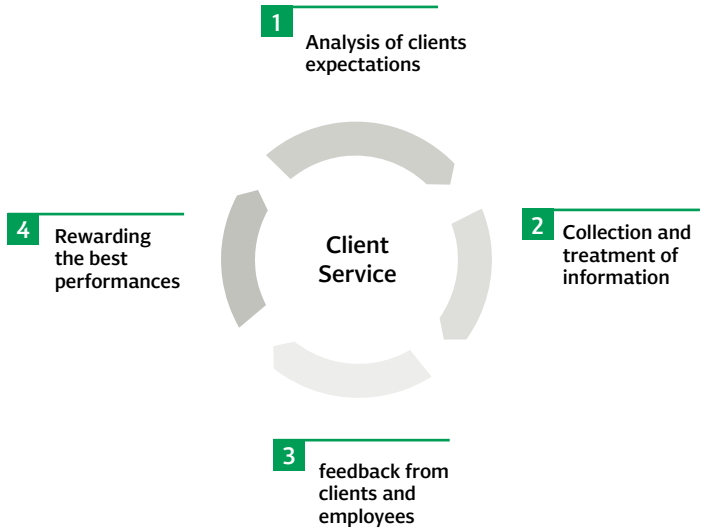 1
Analysis of clients
expectations
2
Collection and
treatment of
information
3
feedback from
clients and
employees
4
Rewarding
the best
performances
Client
Service